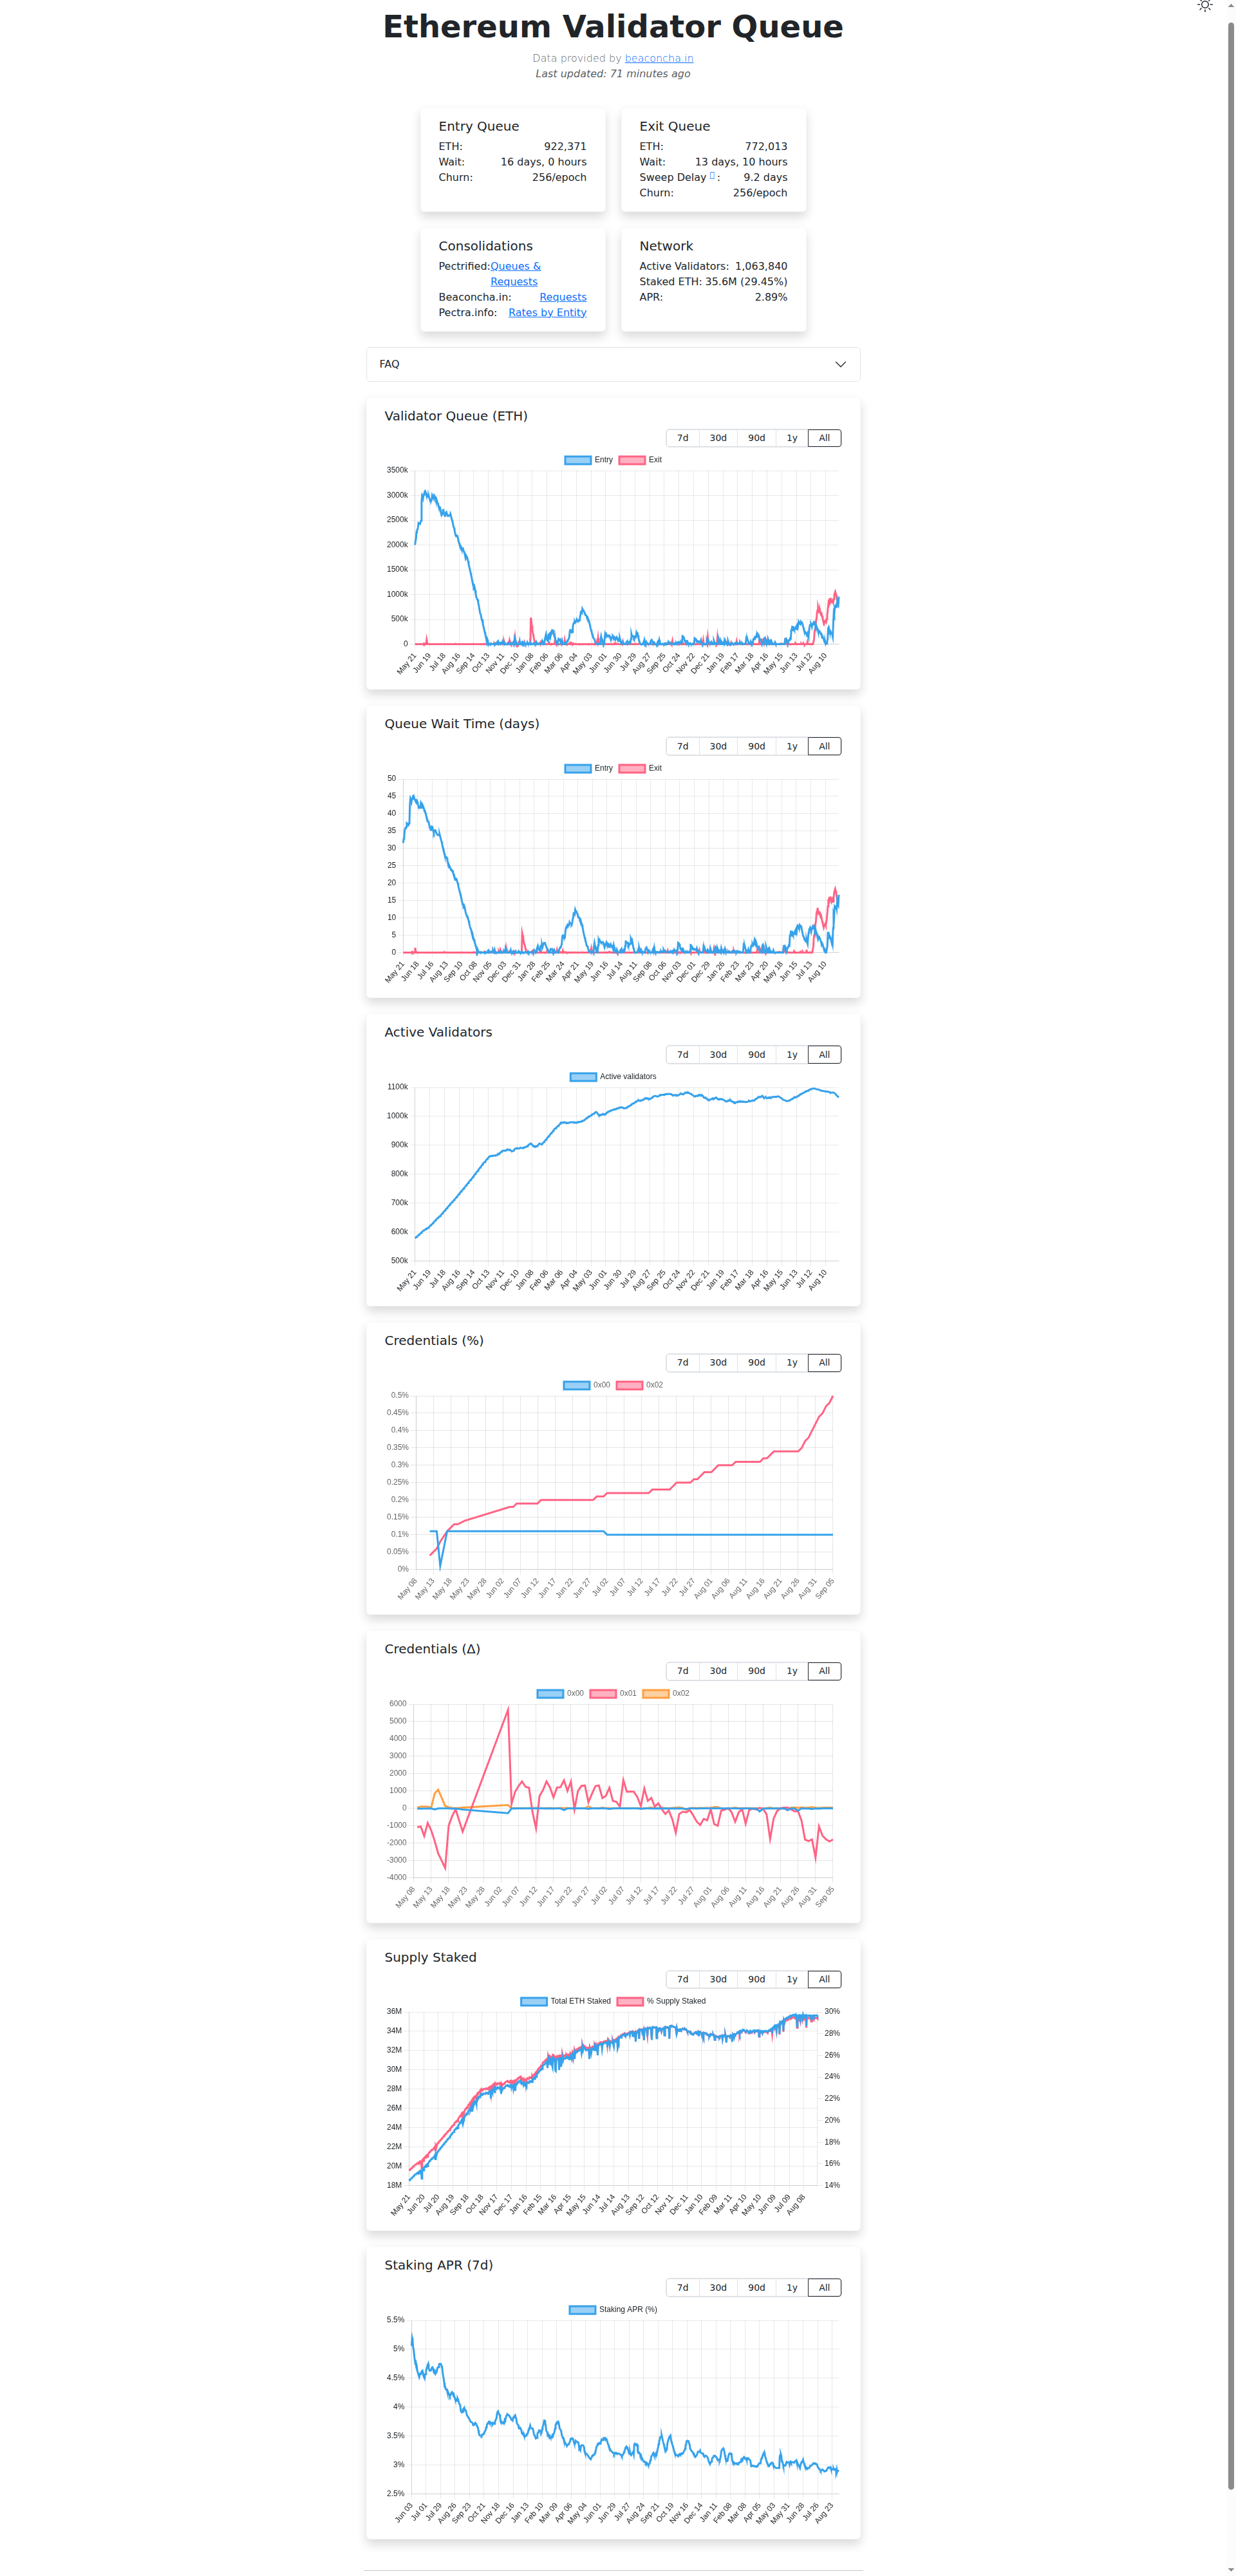 Ethereum Validator Queue
Data provided by beaconcha.in
Last updated: 71 minutes ago
Entry Queue
ETH: 922,371
Wait: 16 days, 0 hours
Churn: 256/epoch
Exit Queue
ETH: 772,013
Wait: 13 days, 10 hours
Sweep Delay : 9.2 days
Churn: 256/epoch
Consolidations
Pectrified: Queues &
Requests
Beaconcha.in: Requests
Pectra.info: Rates by Entity
Network
Active Validators: 1,063,840
Staked ETH: 35.6M (29.45%)
APR: 2.89%
FAQ
Validator Queue (ETH)
7d 30d 90d 1y All
Entry Exit
3500k
3000k
2500k
2000k
1500k
1000k
500k
0
May 21 Jun 19 Jul 18 Aug 16 Sep 14 Oct 13 Nov 11 Dec 10 Jan 08 Feb 06 Mar 06 Apr 04 May 03 Jun 01 Jun 30 Jul 29 Aug 27 Sep 25 Oct 24 Nov 22 Dec 21 Jan 19 Feb 17 Mar 18 Apr 16 May 15 Jun 13 Jul 12 Aug 10
Queue Wait Time (days)
7d 30d 90d 1y All
Entry Exit
50
45
40
35
30
25
20
15
10
5
0
May 21 Jun 18 Jul 16 Aug 13 Sep 10 Oct 08 Nov 05 Dec 03 Dec 31 Jan 28 Feb 25 Mar 24 Apr 21 May 19 Jun 16 Jul 14 Aug 11 Sep 08 Oct 06 Nov 03 Dec 01 Dec 29 Jan 26 Feb 23 Mar 23 Apr 20 May 18 Jun 15 Jul 13 Aug 10
Active Validators
7d 30d 90d 1y All
Active validators
1100k
1000k
900k
800k
700k
600k
500k
May 21 Jun 19 Jul 18 Aug 16 Sep 14 Oct 13 Nov 11 Dec 10 Jan 08 Feb 06 Mar 06 Apr 04 May 03 Jun 01 Jun 30 Jul 29 Aug 27 Sep 25 Oct 24 Nov 22 Dec 21 Jan 19 Feb 17 Mar 18 Apr 16 May 15 Jun 13 Jul 12 Aug 10
Credentials (%)
7d 30d 90d 1y All
0x00 0x02
0.5%
0.45%
0.4%
0.35%
0.3%
0.25%
0.2%
0.15%
0.1%
0.05%
0%
May 08 May 13 May 18 May 23 May 28 Jun 02 Jun 07 Jun 12 Jun 17 Jun 22 Jun 27 Jul 02 Jul 07 Jul 12 Jul 17 Jul 22 Jul 27 Aug 01 Aug 06 Aug 11 Aug 16 Aug 21 Aug 26 Aug 31 Sep 05
Credentials (Δ)
7d 30d 90d 1y All
0x00 0x01 0x02
6000
5000
4000
3000
2000
1000
0
-1000
-2000
-3000
-4000
May 08 May 13 May 18 May 23 May 28 Jun 02 Jun 07 Jun 12 Jun 17 Jun 22 Jun 27 Jul 02 Jul 07 Jul 12 Jul 17 Jul 22 Jul 27 Aug 01 Aug 06 Aug 11 Aug 16 Aug 21 Aug 26 Aug 31 Sep 05
Supply Staked
7d 30d 90d 1y All
Total ETH Staked % Supply Staked
36M 30%
34M 28%
32M 26%
30M 24%
28M 22%
26M 20%
24M 18%
22M 16%
20M 14%
18M
May 21 Jun 20 Jul 20 Aug 19 Sep 18 Oct 18 Nov 17 Dec 17 Jan 16 Feb 15 Mar 16 Apr 15 May 15 Jun 14 Jul 14 Aug 13 Sep 12 Oct 12 Nov 11 Dec 11 Jan 10 Feb 09 Mar 11 Apr 10 May 10 Jun 09 Jul 09 Aug 08
Staking APR (7d)
7d 30d 90d 1y All
Staking APR (%)
5.5%
5%
4.5%
4%
3.5%
3%
2.5%
Jun 03 Jul 01 Jul 29 Aug 26 Sep 23 Oct 21 Nov 18 Dec 16 Jan 13 Feb 10 Mar 09 Apr 06 May 04 Jun 01 Jun 29 Jul 27 Aug 24 Sep 21 Oct 19 Nov 16 Dec 14 Jan 11 Feb 08 Mar 08 Apr 05 May 03 May 31 Jun 28 Jul 26 Aug 23